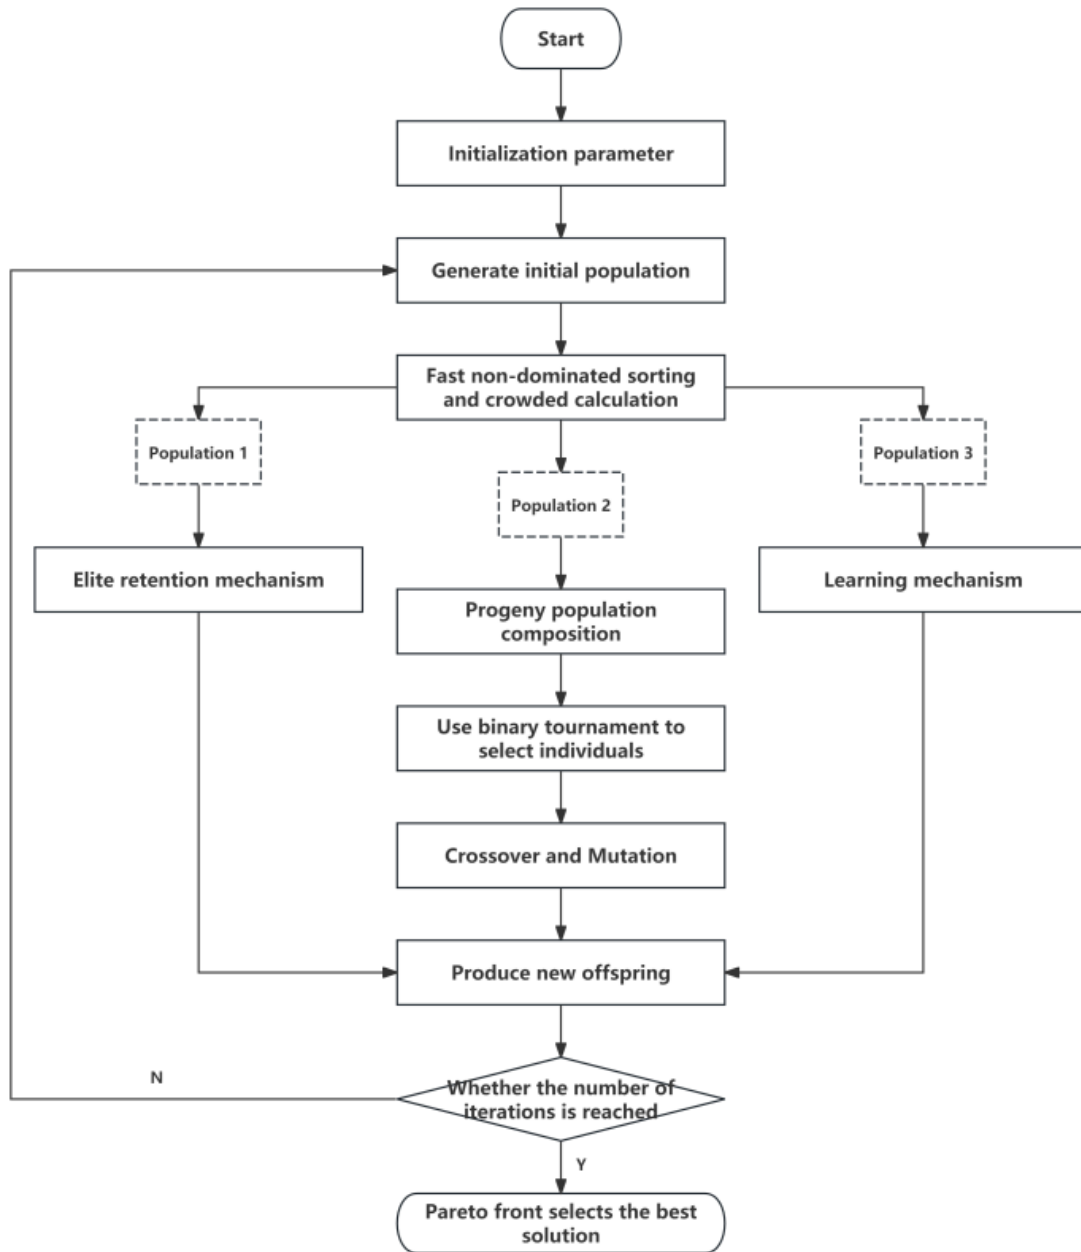 Start
Initialization parameter
Generate initial population
Fast non-dominated sorting
and crowded calculation
Population 1
Population 3
Population 2
Elite retention mechanism
Learning mechanism
Progeny population
composition
Use binary tournament to
select individuals
Crossover and Mutation
Produce new offspring
N
Whether the number of
iterations is reached
Y
Pareto front selects the best
solution